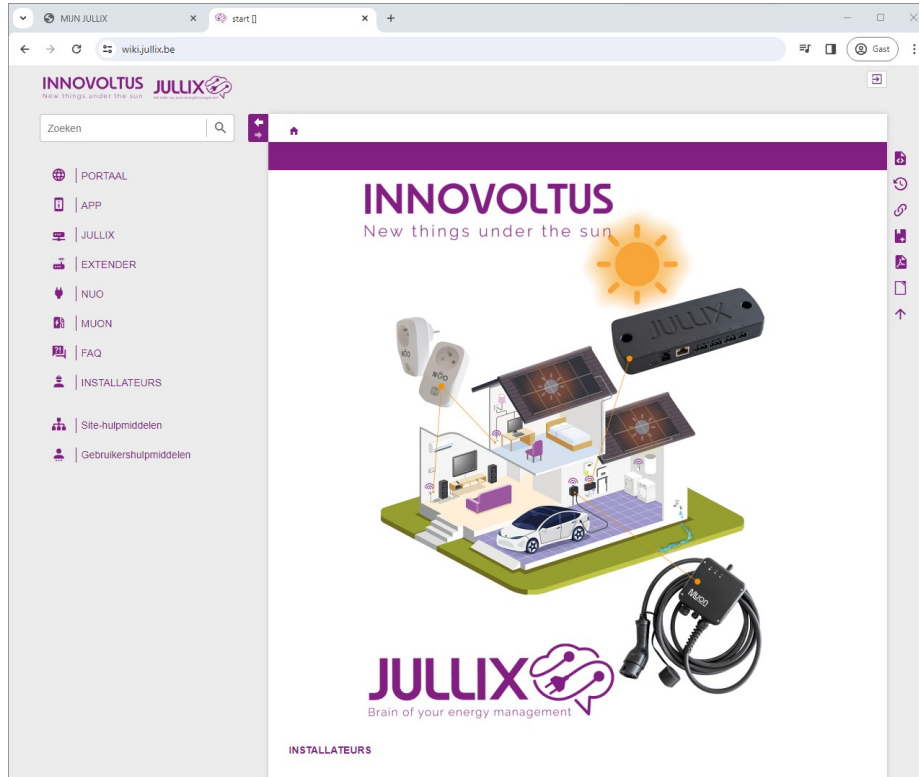 MIJN JULLIX
start []
wiki.jullix.be
Gast
INNOVOLTUS
New things under the sun
JULLIX
Zoeken
PORTAAL
APP
JULLIX
EXTENDER
NUO
MUON
FAQ
INSTALLATEURS
Site-hulpmiddelen
Gebruikershulpmiddelen
INNOVOLTUS
New things under the sun
JULLIX
NÜO
NÜO
MUON
JULLIX
Brain of your energy management
INSTALLATEURS